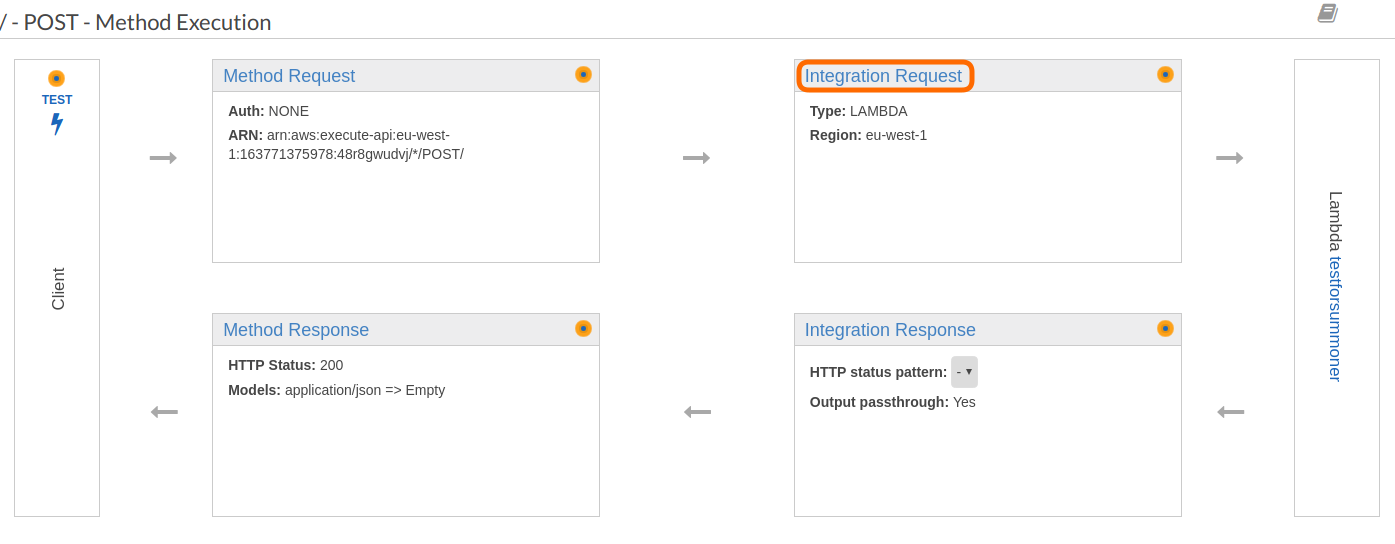 / - POST - Method Execution
TEST
Client
Method Request
Auth: NONE
ARN: arn:aws:execute-api:eu-west-
1:163771375978:48r8gwudvj/*/POST/
Integration Request
Type: LAMBDA
Region: eu-west-1
Lambda testforsummoner
Method Response
HTTP Status: 200
Models: application/json => Empty
Integration Response
HTTP status pattern: -
Output passthrough: Yes